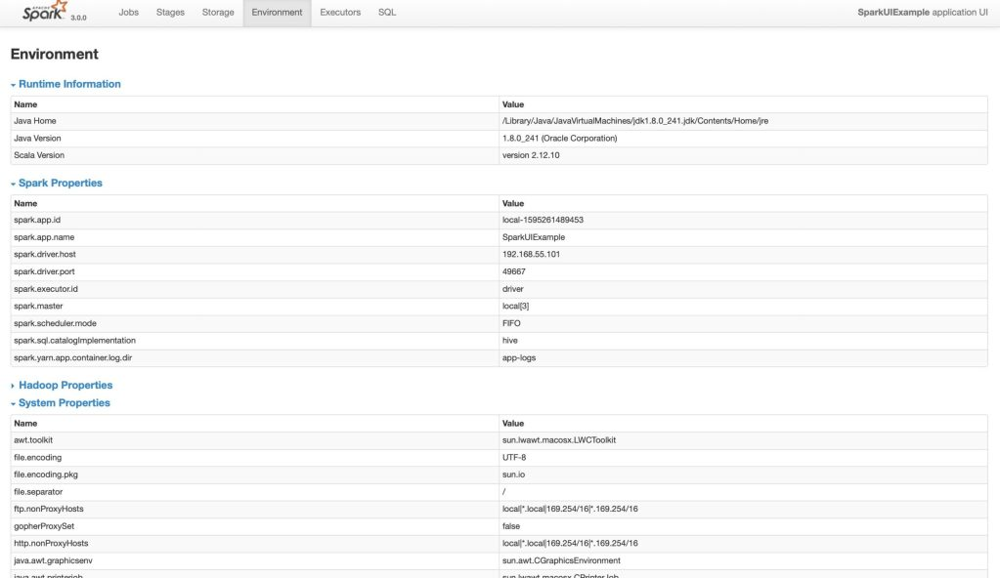 APACHE
Spark 3.0.0 Jobs Stages Storage Environment Executors SQL SparkUIExample application UI
Environment
Runtime Information
Name Value
Java Home /Library/Java/JavaVirtualMachines/jdk1.8.0_241.jdk/Contents/Home/jre
Java Version 1.8.0_241 (Oracle Corporation)
Scala Version version 2.12.10
Spark Properties
Name Value
spark.app.id local-1595261489453
spark.app.name SparkUIExample
spark.driver.host 192.168.55.101
spark.driver.port 49667
spark.executor.id driver
spark.master local[3]
spark.scheduler.mode FIFO
spark.sql.catalogImplementation hive
spark.yarn.app.container.log.dir app-logs
Hadoop Properties
System Properties
Name Value
awt.toolkit sun.lwawt.macosx.LWCToolkit
file.encoding UTF-8
file.encoding.pkg sun.io
file.separator /
ftp.nonProxyHosts local|*.local|169.254/16|*.169.254/16
gopherProxySet false
http.nonProxyHosts local|*.local|169.254/16|*.169.254/16
java.awt.graphicsenv sun.awt.CGraphicsEnvironment
java.awt.printerjob sun.lwawt.macosx.CPrinterJob